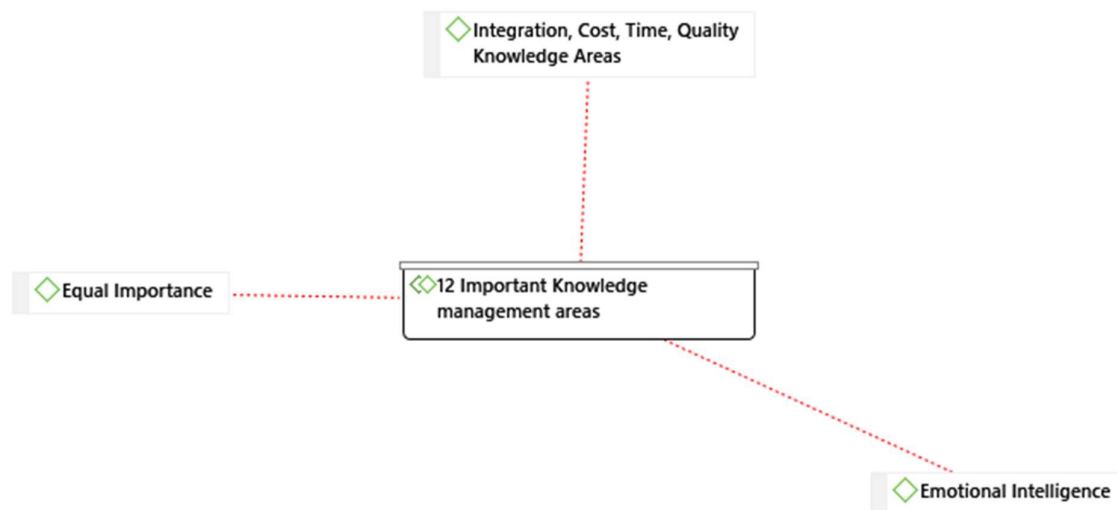 Integration, Cost, Time, Quality
Knowledge Areas
Equal Importance
12 Important Knowledge
management areas
Emotional Intelligence